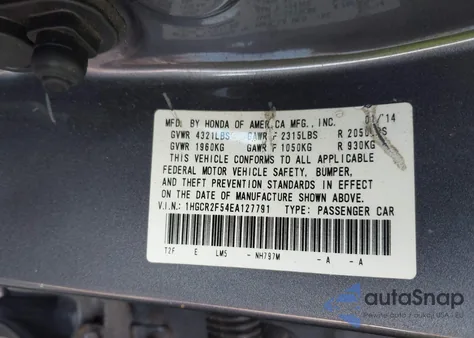 MFD. BY HONDA OF AMERICA MFG., INC. 01/14
GVWR 4321LBS GAWR F 2315LBS R 2050LBS
GVWR 1960KG GAWR F 1050KG R 930KG
THIS VEHICLE CONFORMS TO ALL APPLICABLE
FEDERAL MOTOR VEHICLE SAFETY, BUMPER,
AND THEFT PREVENTION STANDARDS IN EFFECT
ON THE DATE OF MANUFACTURE SHOWN ABOVE.
V.I.N.: 1HGCR2F54EA127791 TYPE: PASSENGER CAR
T2F E LM5 - NH797M - A - A
autoSnap